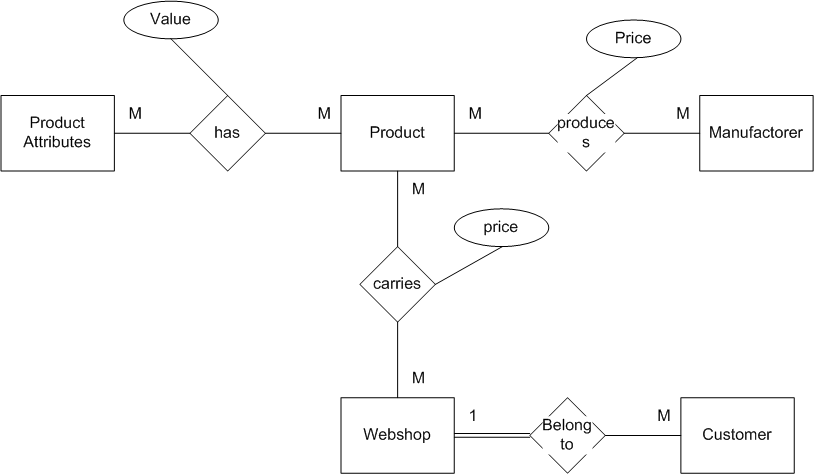 Value
Price
Product
Attributes
M
has
M
Product
M
produce
s
M
Manufactorer
M
price
carries
M
Webshop
1
Belong
to
M
Customer